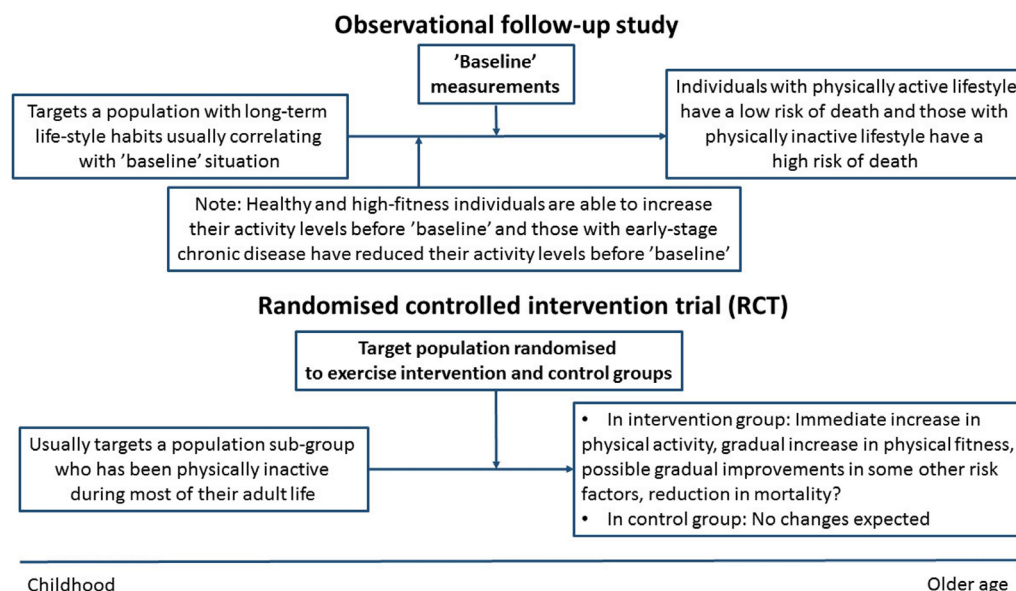 Observational follow-up study
’Baseline’
measurements
Targets a population with long-term
life-style habits usually correlating
with ’baseline’ situation
Individuals with physically active lifestyle
have a low risk of death and those with
physically inactive lifestyle have a
high risk of death
Note: Healthy and high-fitness individuals are able to increase
their activity levels before ’baseline’ and those with early-stage
chronic disease have reduced their activity levels before ’baseline’
Randomised controlled intervention trial (RCT)
Target population randomised
to exercise intervention and control groups
Usually targets a population sub-group
who has been physically inactive
during most of their adult life
• In intervention group: Immediate increase in
physical activity, gradual increase in physical fitness,
possible gradual improvements in some other risk
factors, reduction in mortality?
• In control group: No changes expected
Childhood
Older age